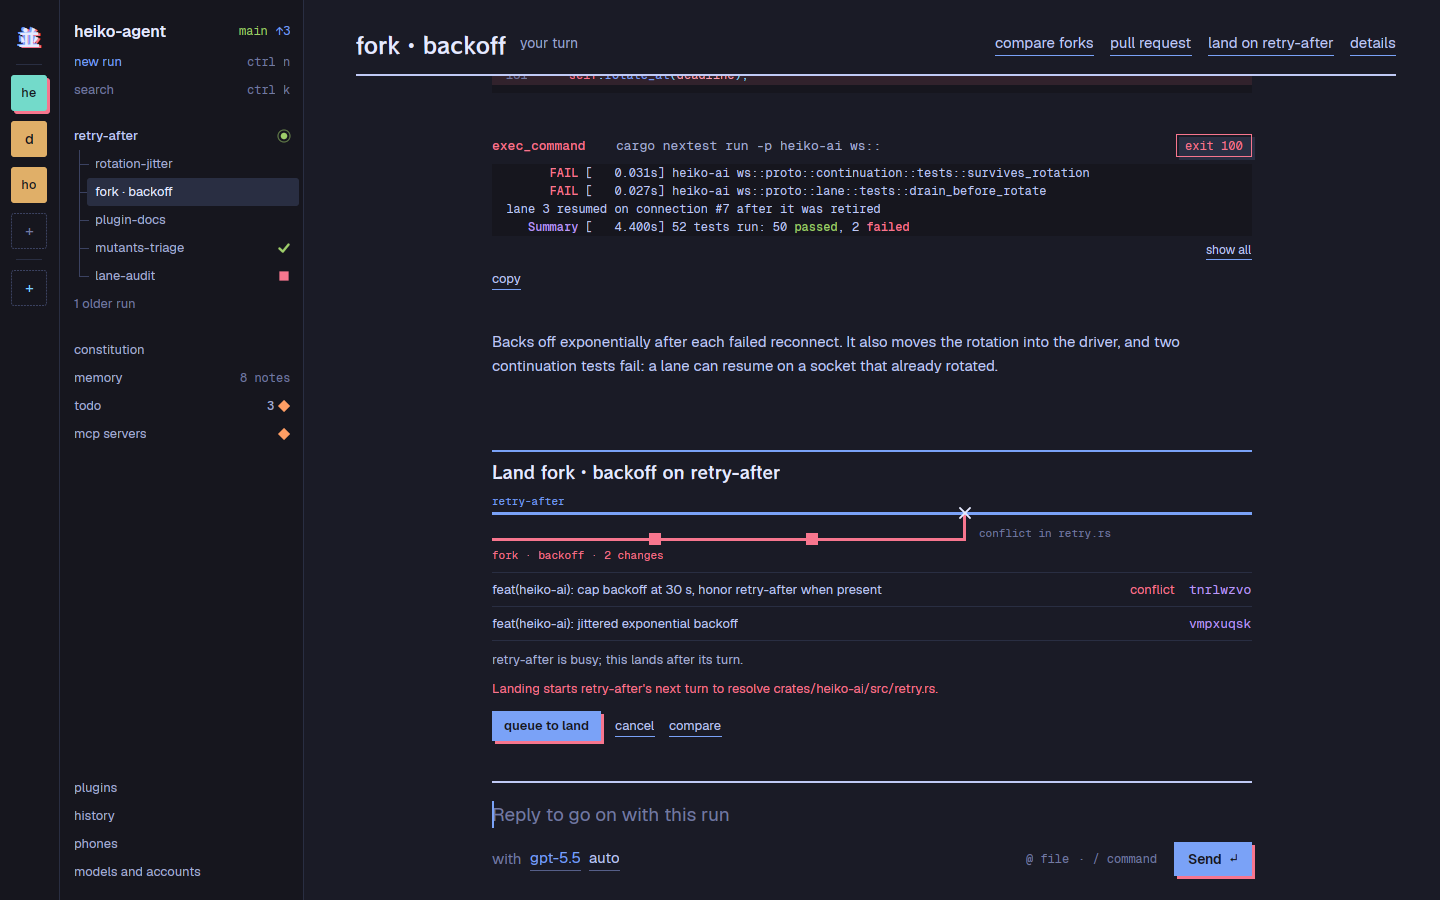 heiko-agent
main ↑3
new run
ctrl n
search
ctrl k
he
d
ho
+
+
retry-after
rotation-jitter
fork · backoff
plugin-docs
mutants-triage
lane-audit
1 older run
constitution
memory
8 notes
todo
3
mcp servers
plugins
history
phones
models and accounts
fork · backoff
your turn
compare forks
pull request
land on retry-after
details
self.rotate_at(deadline);
exec_command
cargo nextest run -p heiko-ai ws::
exit 100
FAIL [   0.031s] heiko-ai ws::proto::continuation::tests::survives_rotation
FAIL [   0.027s] heiko-ai ws::proto::lane::tests::drain_before_rotate
lane 3 resumed on connection #7 after it was retired
Summary [   4.400s] 52 tests run: 50 passed, 2 failed
show all
copy
Backs off exponentially after each failed reconnect. It also moves the rotation into the driver, and two
continuation tests fail: a lane can resume on a socket that already rotated.
Land fork · backoff on retry-after
retry-after
conflict in retry.rs
fork · backoff · 2 changes
feat(heiko-ai): cap backoff at 30 s, honor retry-after when present
conflict
tnrlwzvo
feat(heiko-ai): jittered exponential backoff
vmpxuqsk
retry-after is busy; this lands after its turn.
Landing starts retry-after's next turn to resolve crates/heiko-ai/src/retry.rs.
queue to land
cancel
compare
Reply to go on with this run
with gpt-5.5 auto
@ file · / command
Send ↵